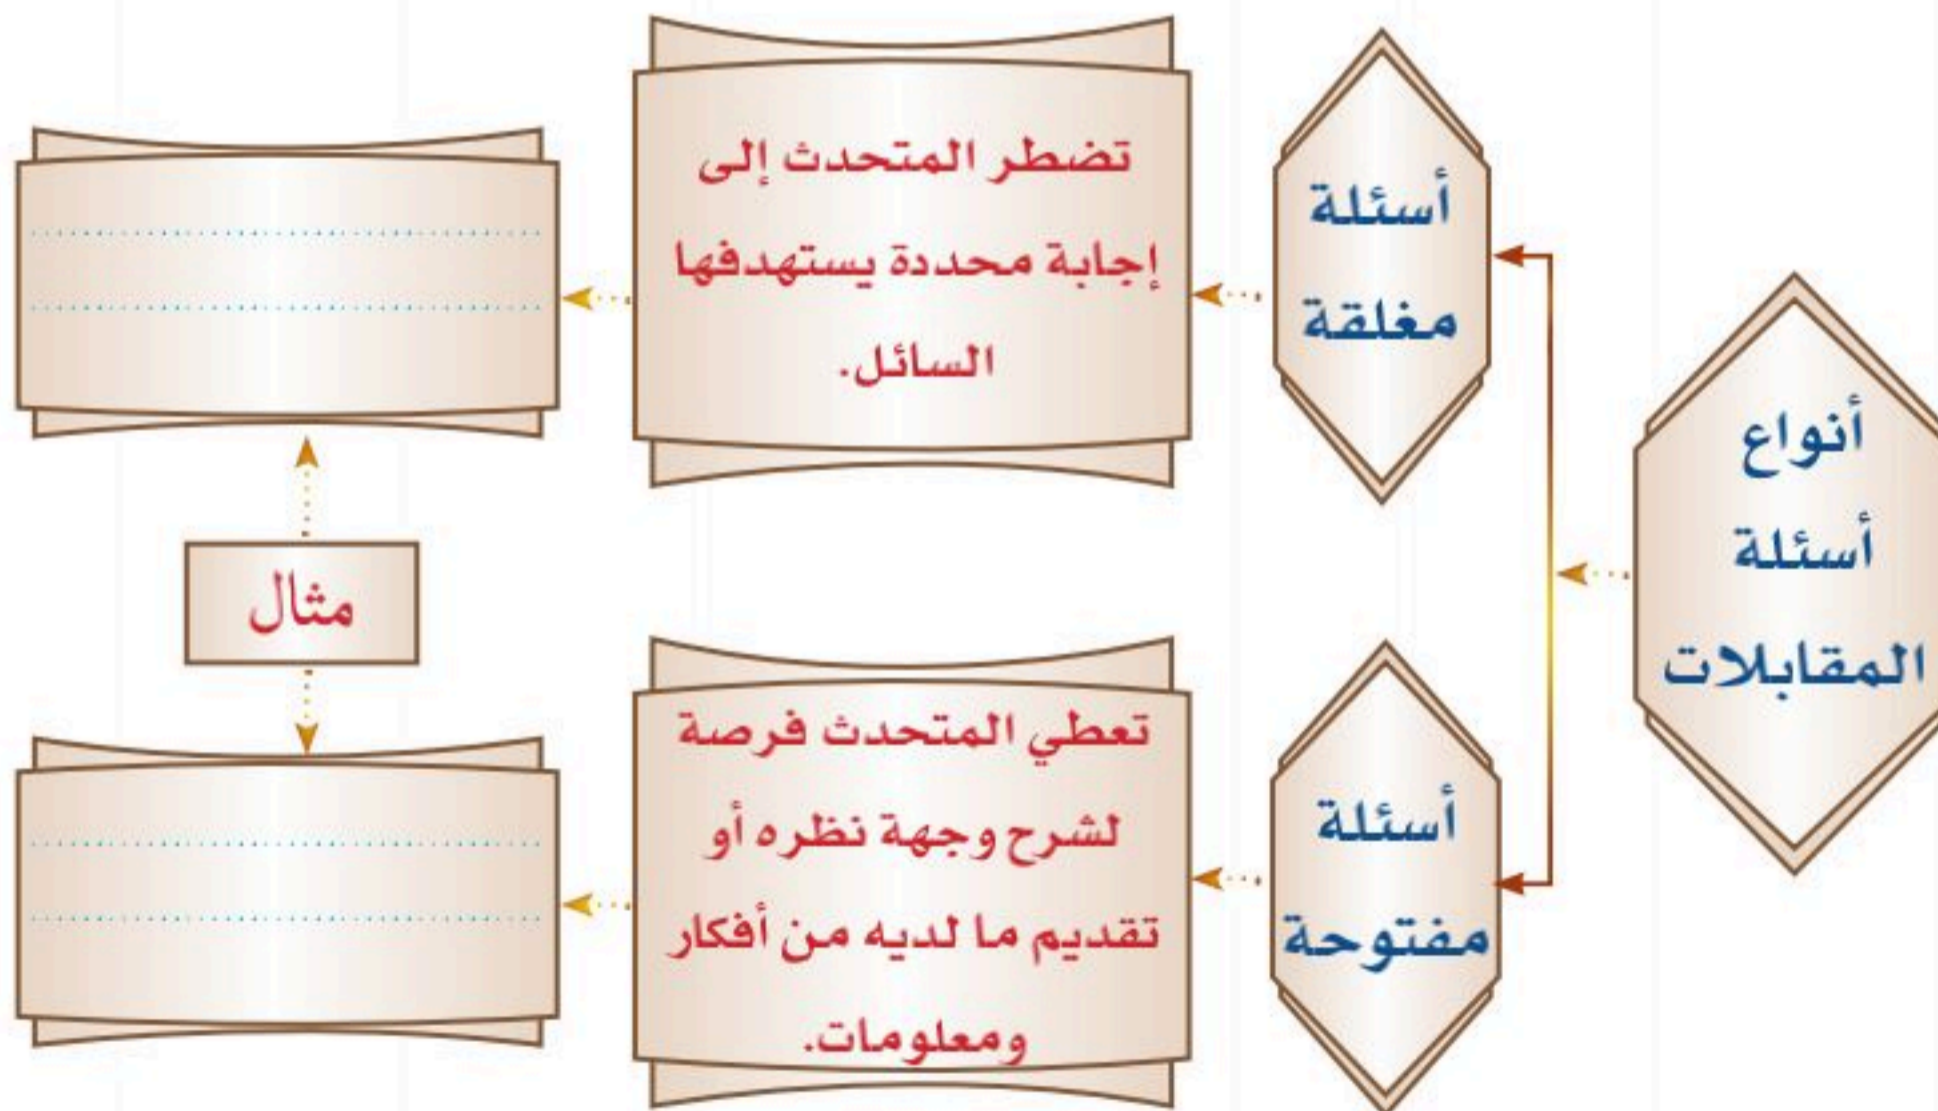 أنواع
أسئلة
المقابلات
أسئلة
مغلقة
تضطر المتحدث إلى
إجابة محددة يستهدفها
السائل.
أسئلة
مفتوحة
تعطي المتحدث فرصة
لشرح وجهة نظره أو
تقديم ما لديه من أفكار
ومعلومات.
مثال